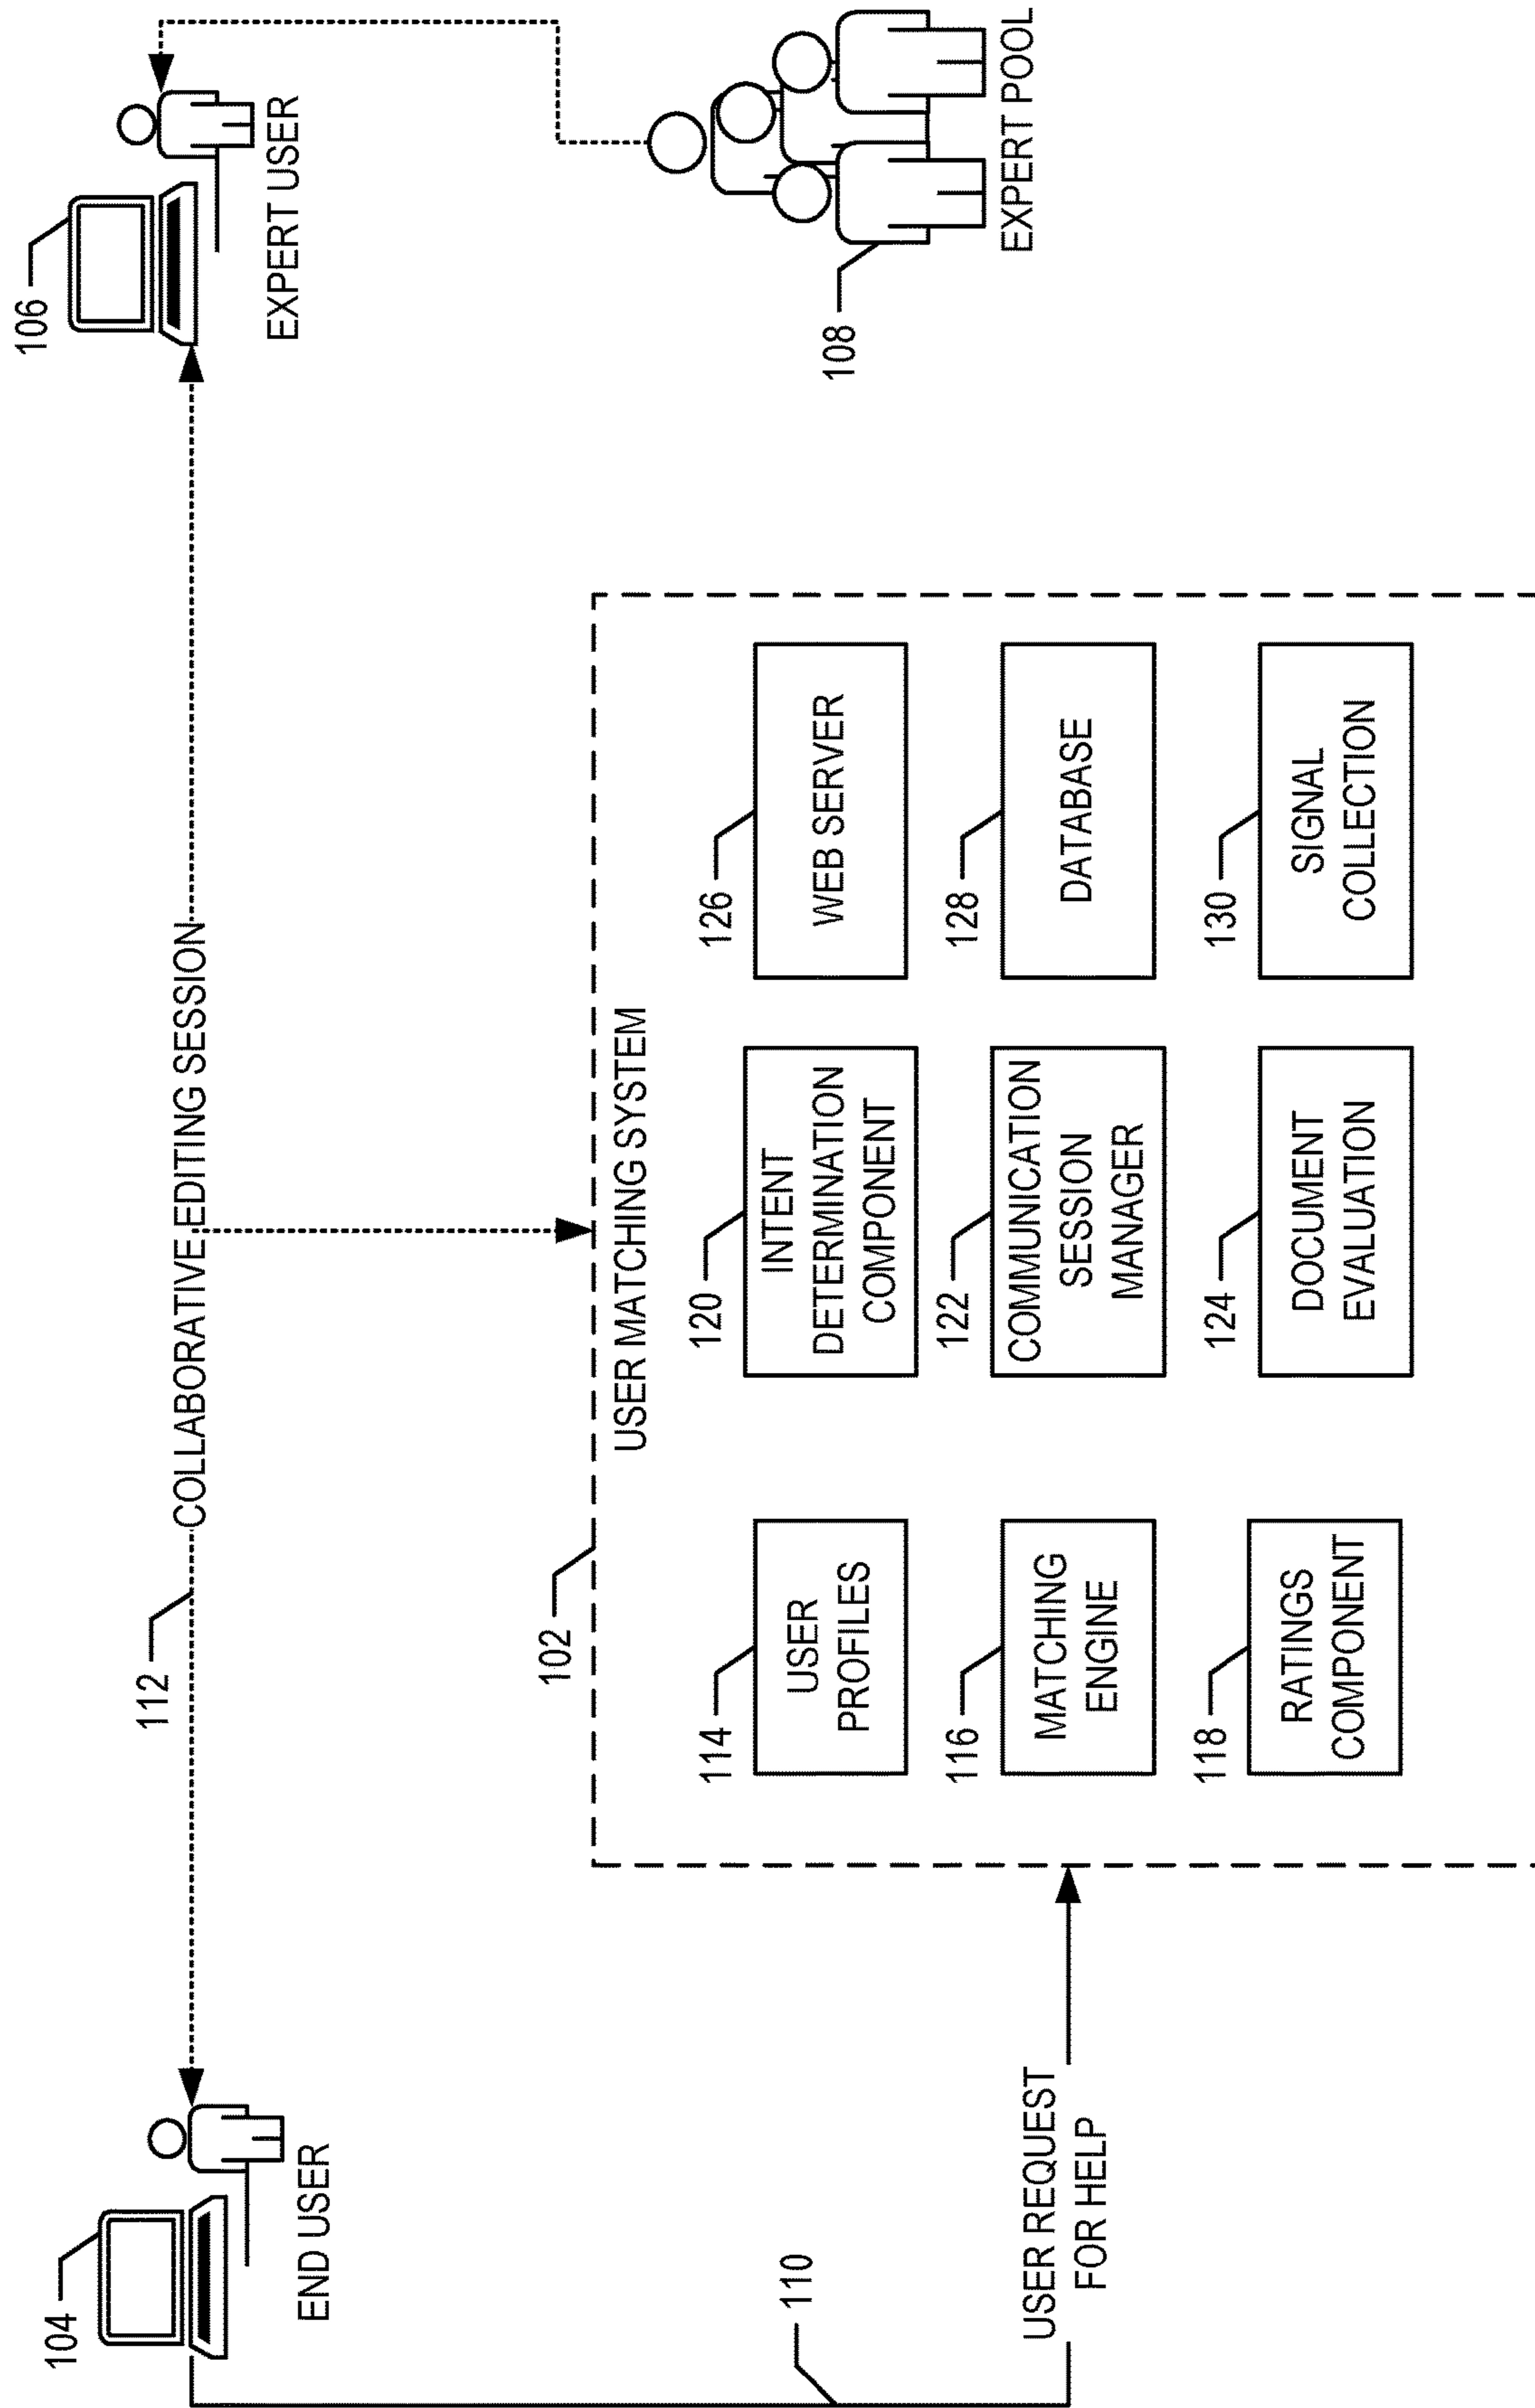 112
COLLABORATIVE EDITING SESSION
106
104
END USER
EXPERT USER
102
USER MATCHING SYSTEM
114
USER
PROFILES
120
INTENT
DETERMINATION
COMPONENT
126
WEB SERVER
116
MATCHING
ENGINE
122
COMMUNICATION
SESSION
MANAGER
128
DATABASE
118
RATINGS
COMPONENT
124
DOCUMENT
EVALUATION
130
SIGNAL
COLLECTION
108
EXPERT POOL
110
USER REQUEST
FOR HELP